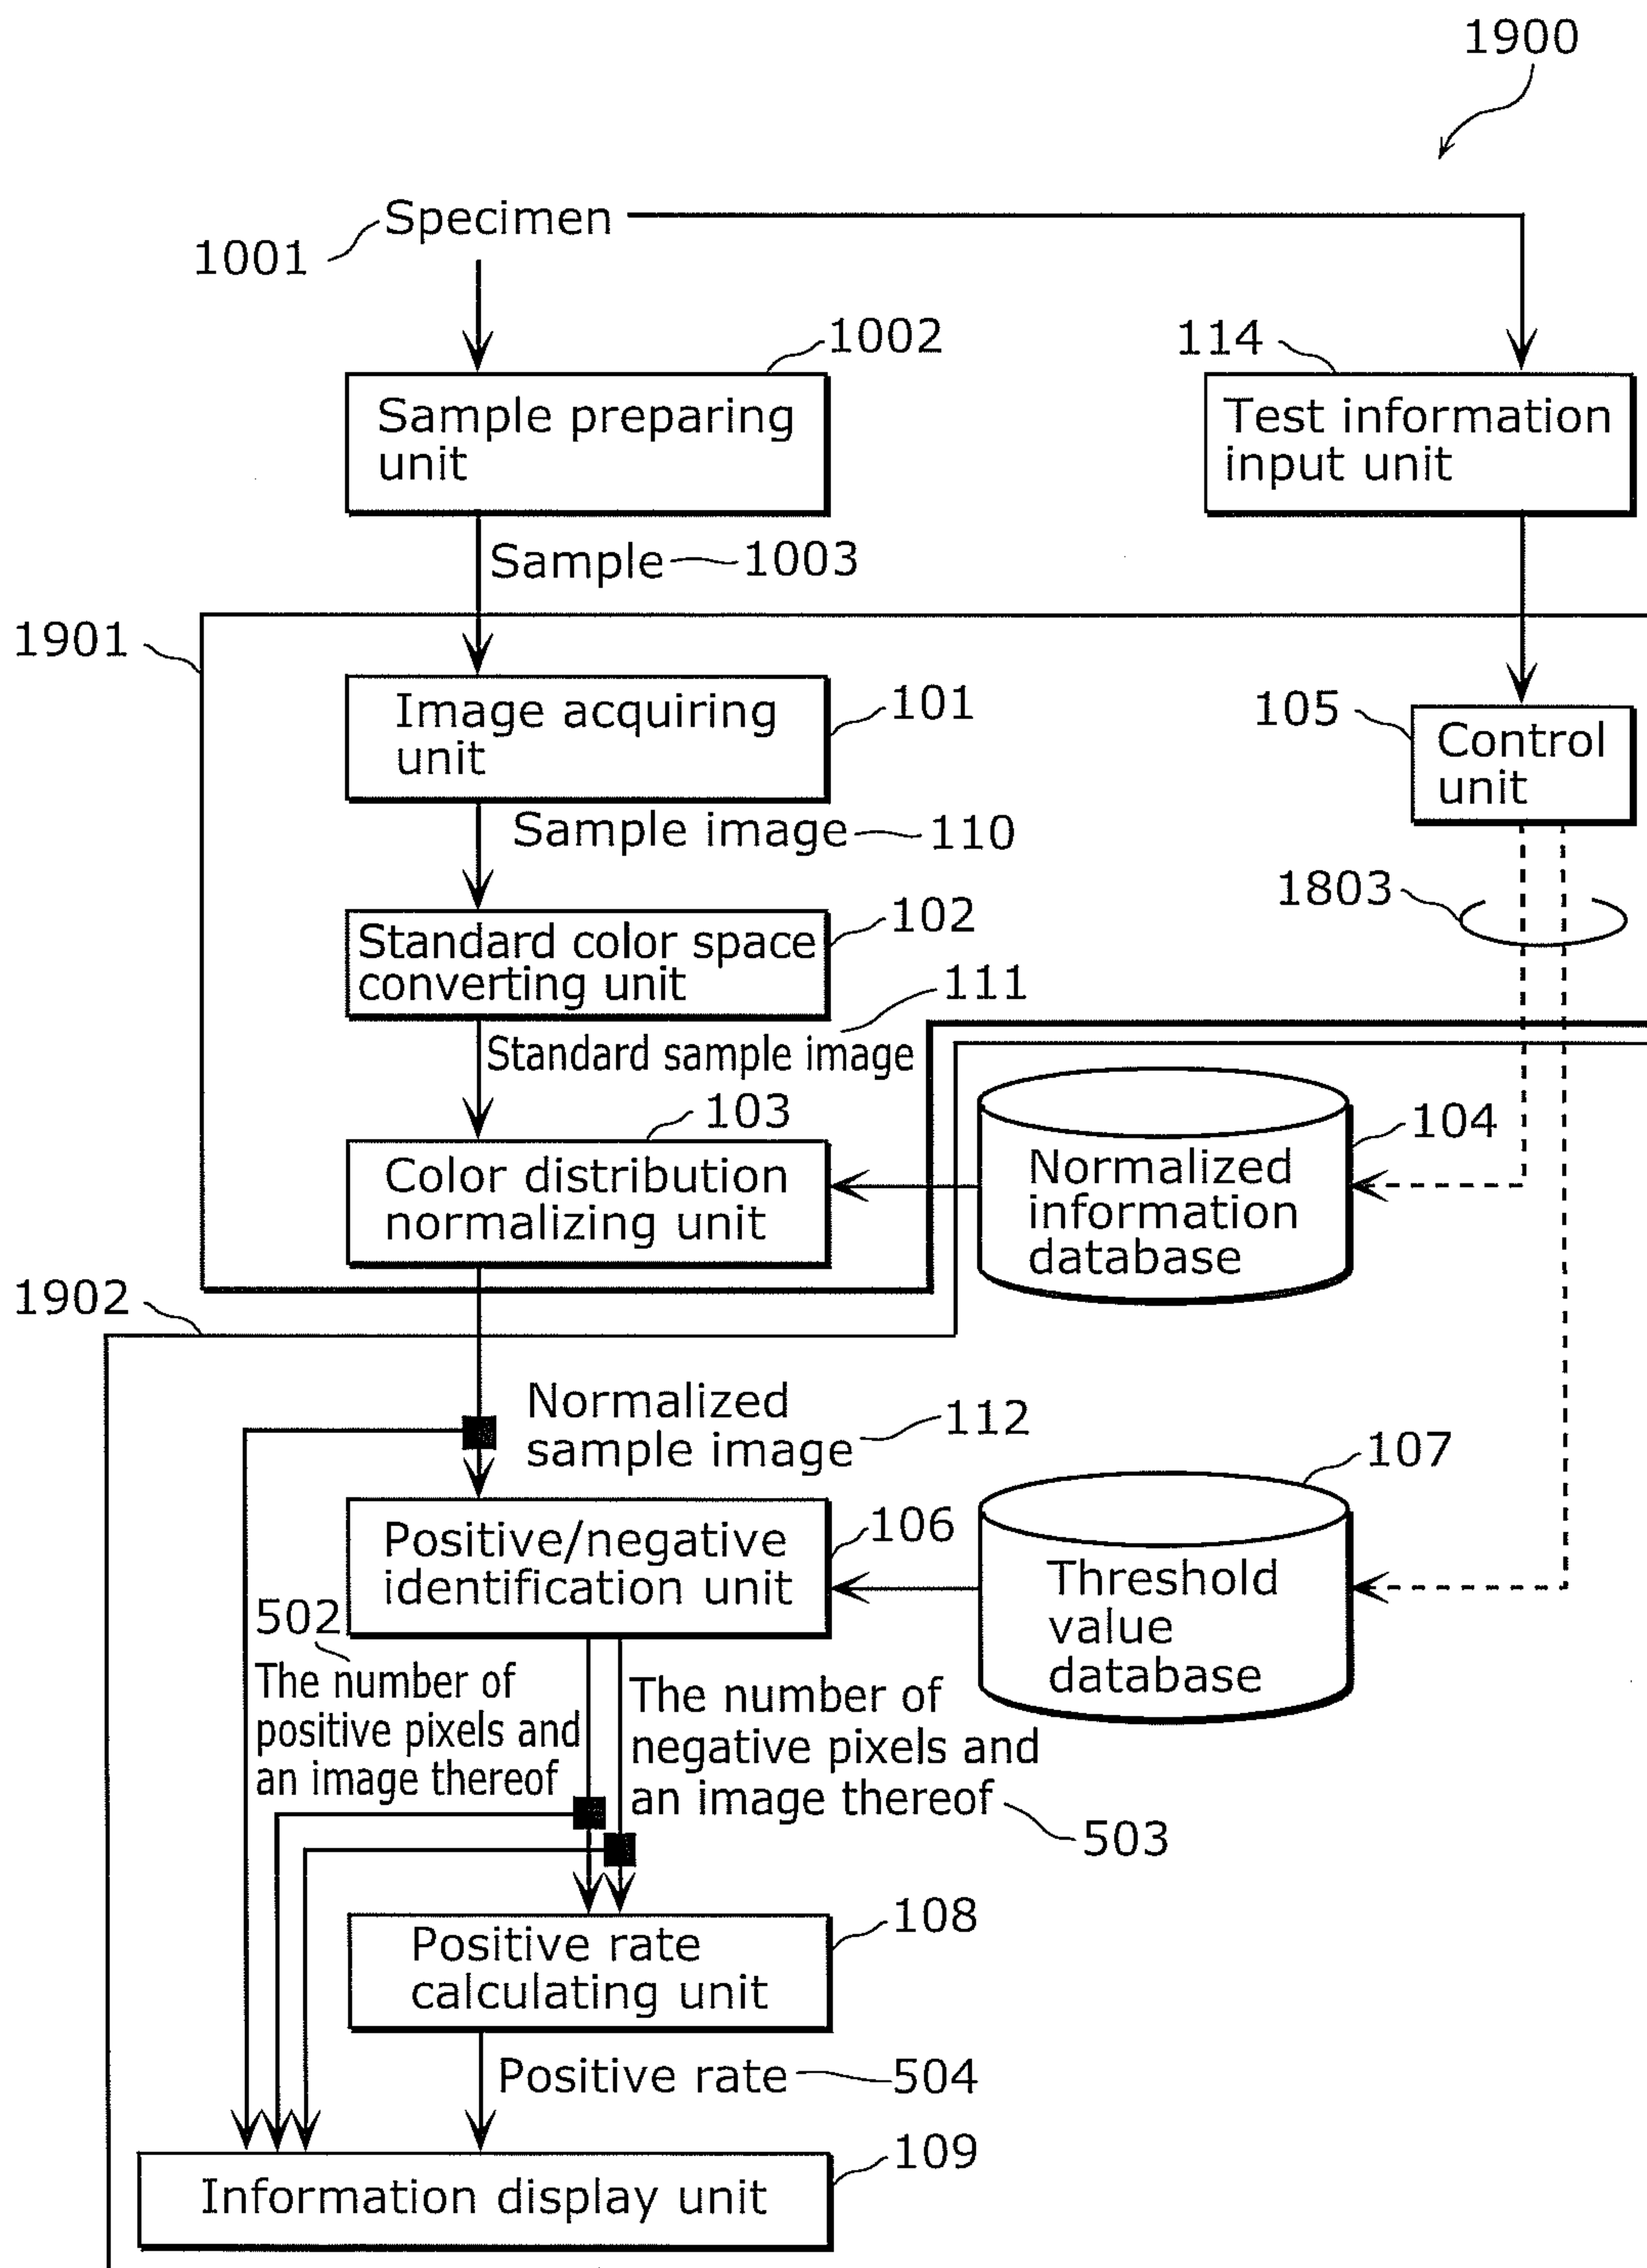 1900
Specimen
1001
1002
Sample preparing
unit
114
Test information
input unit
Sample
1003
1901
Image acquiring
unit
101
105
Control
unit
Sample image
110
1803
102
Standard color space
converting unit
111
Standard sample image
103
Color distribution
normalizing unit
104
Normalized
information
database
1902
Normalized
sample image
112
107
Positive/negative
identification unit
106
Threshold
value
database
502
The number of
positive pixels and
an image thereof
The number of
negative pixels and
an image thereof
503
108
Positive rate
calculating unit
Positive rate
504
109
Information display unit